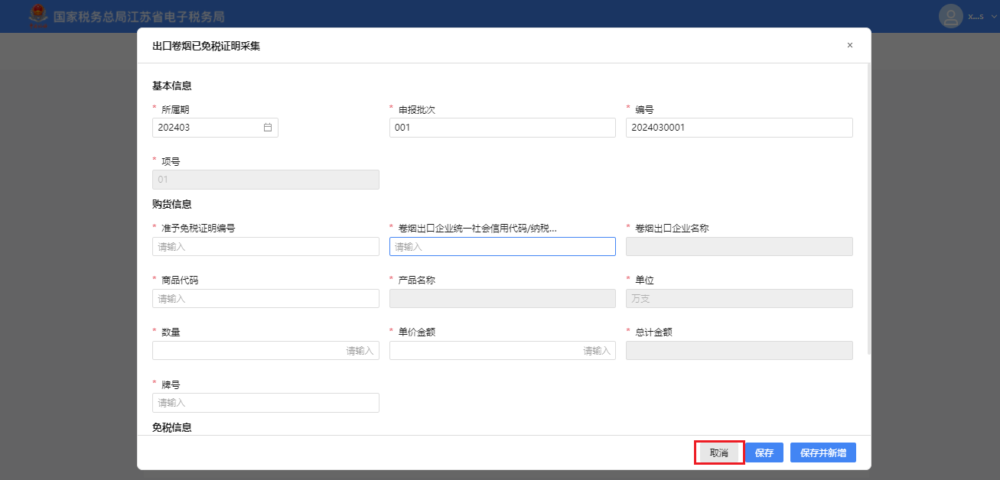 国家税务总局江苏省电子税务局
x...s
出口卷烟已免税证明采集
×
基本信息
* 所属期
* 申报批次
* 编号
202403
001
2024030001
* 项号
01
购货信息
* 准予免税证明编号
* 卷烟出口企业统一社会信用代码/纳税...
* 卷烟出口企业名称
请输入
请输入
* 商品代码
* 产品名称
* 单位
请输入
万支
* 数量
* 单价金额
* 总计金额
请输入
请输入
* 牌号
请输入
免税信息
取消
保存
保存并新增